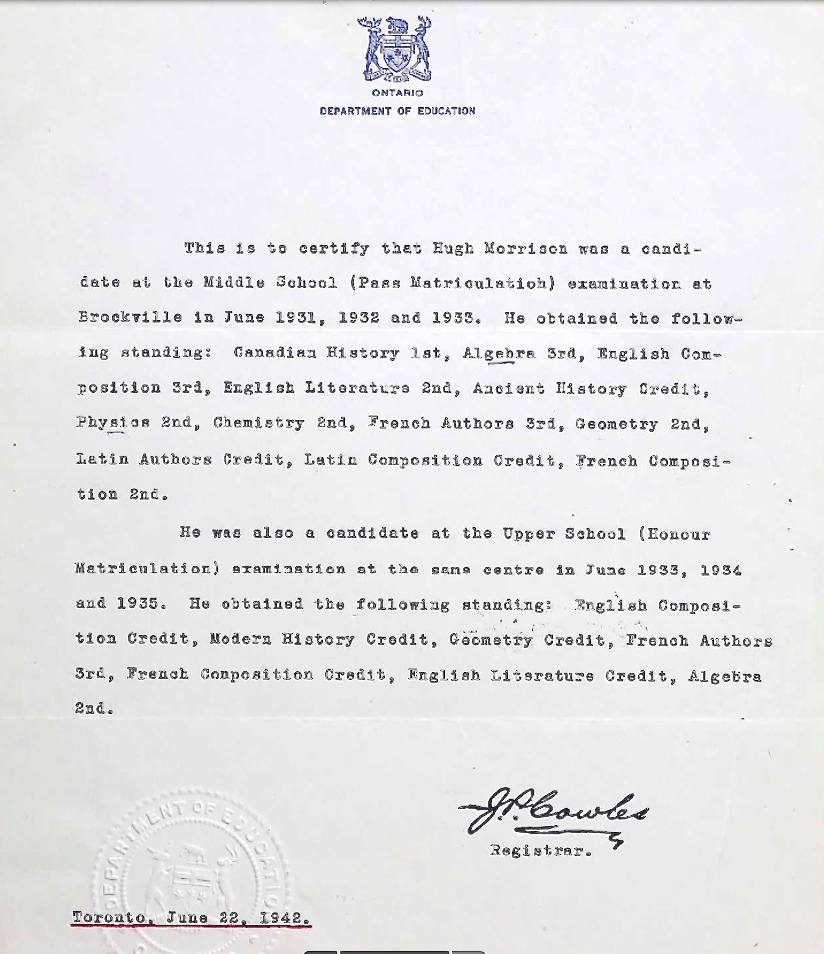 ONTARIO
DEPARTMENT OF EDUCATION
This is to certify that Hugh Morrison was a candi-
date at the Middle School (Pass Matriculation) examination at
Brockville in June 1931, 1932 and 1933. He obtained the follow-
ing standing: Canadian History 1st, Algebra 3rd, English Com-
position 3rd, English Literature 2nd, Ancient History Credit,
Physics 2nd, Chemistry 2nd, French Authors 3rd, Geometry 2nd,
Latin Authors Credit, Latin Composition Credit, French Composi-
tion 2nd.
He was also a candidate at the Upper School (Honour
Matriculation) examination at the same centre in June 1933, 1934
and 1935. He obtained the following standing: English Composi-
tion Credit, Modern History Credit, Geometry Credit, French Authors
3rd, French Composition Credit, English Literature Credit, Algebra
2nd.
J.P. Cowles
Registrar.
DEPARTMENT OF EDUCATION
Toronto, June 22, 1942.